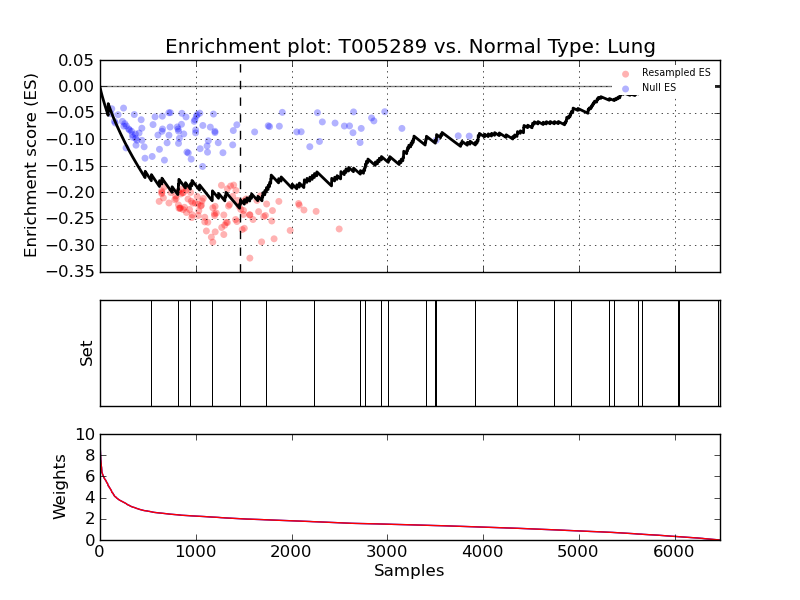 Enrichment plot: T005289 vs. Normal Type: Lung
Enrichment score (ES)
0.05
0.00
−0.05
−0.10
−0.15
−0.20
−0.25
−0.30
−0.35
Resampled ES
Null ES
Set
Weights
10
8
6
4
2
0
0 1000 2000 3000 4000 5000 6000
Samples